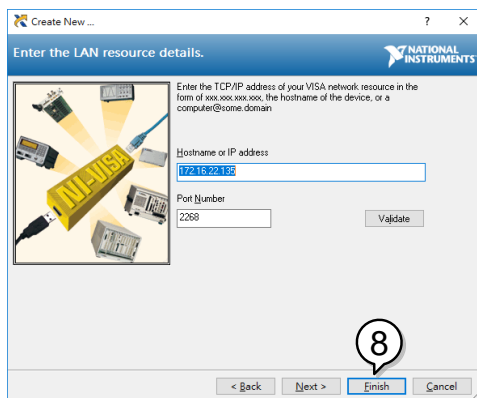 Create New ...
? ×
Enter the LAN resource details.
NATIONAL
INSTRUMENTS
Enter the TCP/IP address of your VISA network resource in the
form of xxx.xxx.xxx.xxx, the hostname of the device, or a
computer@some.domain
NI-VISA
Hostname or IP address
172.16.22.135
Port Number
2268
Validate
8
< Back
Next >
Finish
Cancel